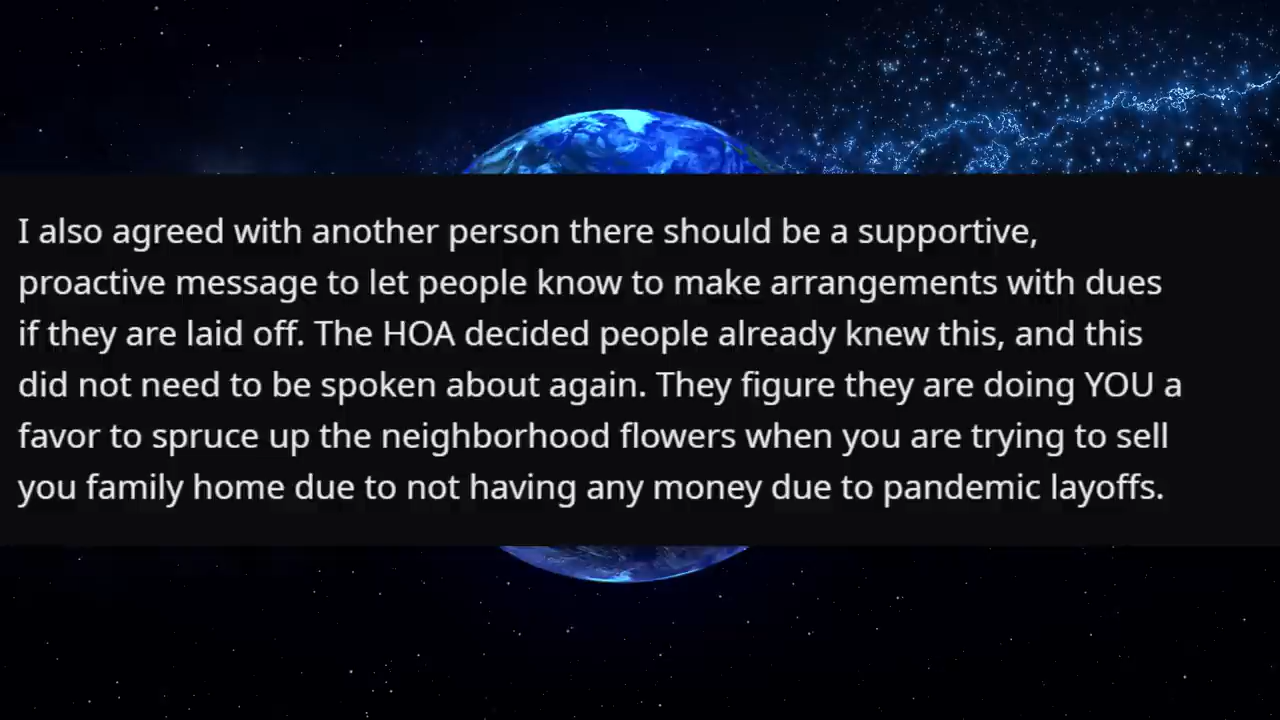 I also agreed with another person there should be a supportive,
proactive message to let people know to make arrangements with dues
if they are laid off. The HOA decided people already knew this, and this
did not need to be spoken about again. They figure they are doing YOU a
favor to spruce up the neighborhood flowers when you are trying to sell
you family home due to not having any money due to pandemic layoffs.